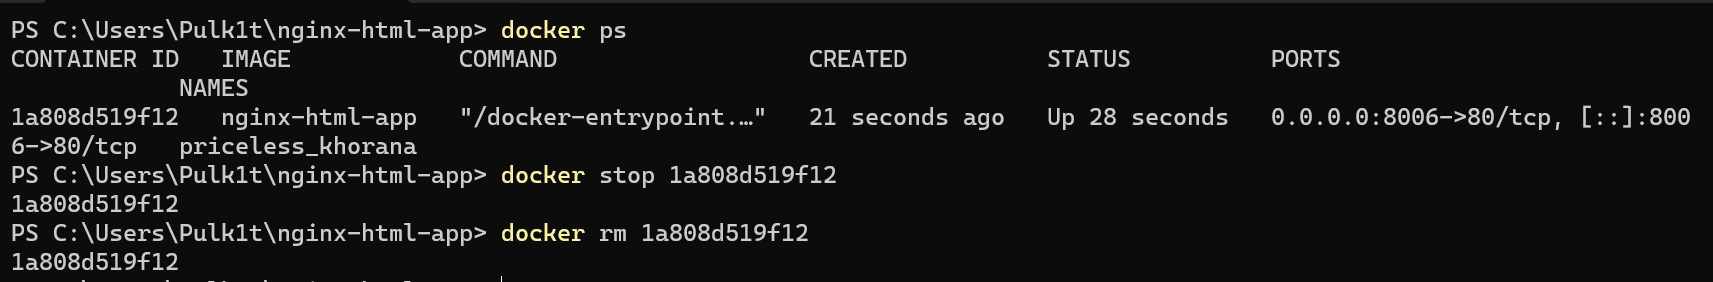 PS C:\Users\Pulk1t\nginx-html-app> docker ps
CONTAINER ID   IMAGE            COMMAND                  CREATED          STATUS          PORTS
            NAMES
1a808d519f12   nginx-html-app   "/docker-entrypoint.…"   21 seconds ago   Up 28 seconds   0.0.0.0:8006->80/tcp, [::]:800
6->80/tcp   priceless_khorana
PS C:\Users\Pulk1t\nginx-html-app> docker stop 1a808d519f12
1a808d519f12
PS C:\Users\Pulk1t\nginx-html-app> docker rm 1a808d519f12
1a808d519f12